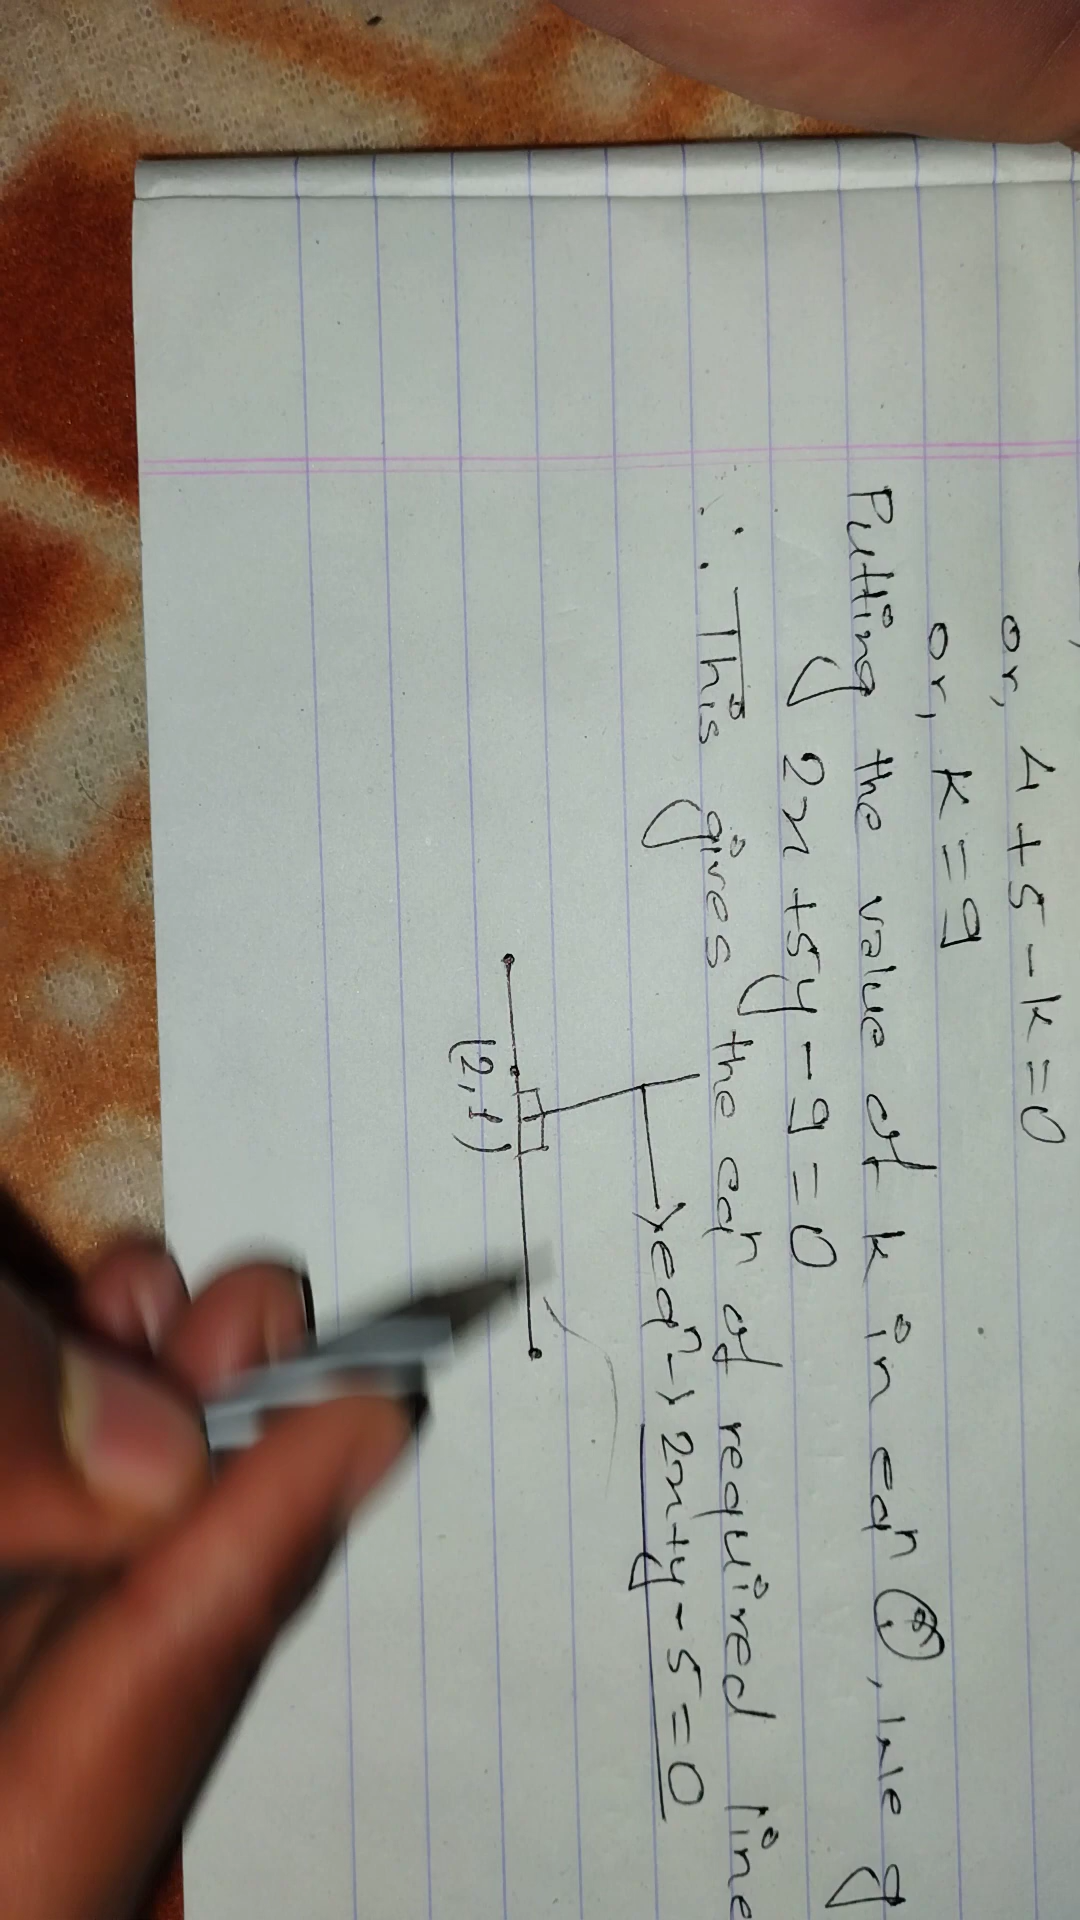 or, 4 + 5 - k = 0
or, k = 9
Putting the value of k in eqn *, we g
2x + 5y - 9 = 0
∴ This gives the eqn of required line
eqn → 2x + y - 5 = 0
(2, 1)